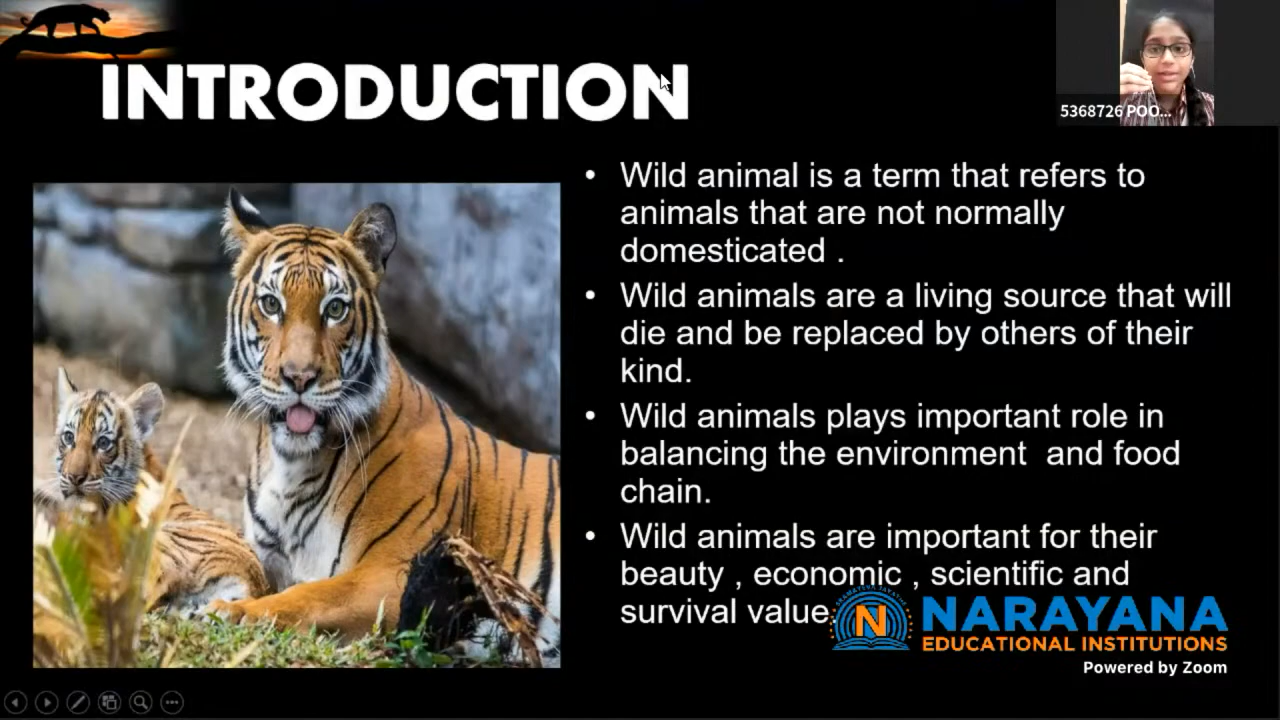 INTRODUCTION
5368726 POO...
• Wild animal is a term that refers to
animals that are not normally
domesticated .
• Wild animals are a living source that will
die and be replaced by others of their
kind.
• Wild animals plays important role in
balancing the environment  and food
chain.
• Wild animals are important for their
beauty , economic , scientific and
survival value.
N NARAYANA
EDUCATIONAL INSTITUTIONS
Powered by Zoom